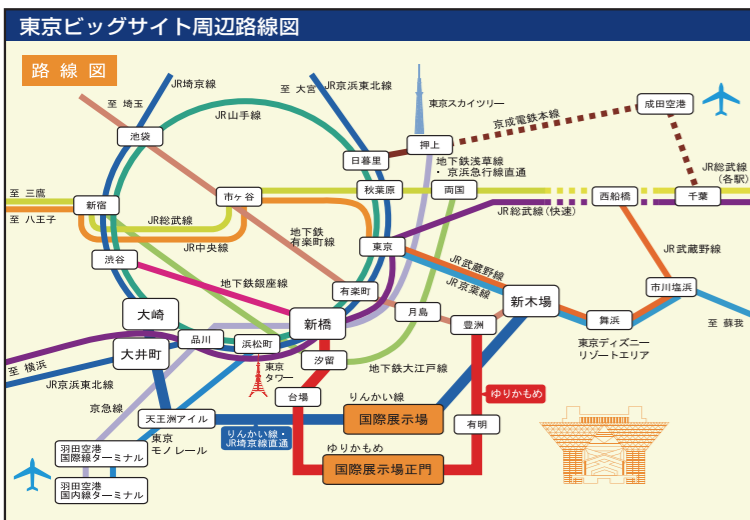 東京ビッグサイト周辺路線図
路線図
至 埼玉
JR埼京線
至 大宮
JR京浜東北線
JR山手線
東京スカイツリー
京成電鉄本線
成田空港
池袋
日暮里
押上
地下鉄浅草線
・京浜急行線直通
JR総武線
(各駅)
至 三鷹
新宿
市ヶ谷
秋葉原
両国
西船橋
千葉
至 八王子
JR総武線
JR中央線
地下鉄
有楽町線
JR総武線(快速)
東京
JR武蔵野線
渋谷
地下鉄銀座線
JR武蔵野線
JR京葉線
有楽町
市川塩浜
大崎
新橋
月島
豊洲
新木場
舞浜
至 蘇我
大井町
品川
浜松町
汐留
東京ディズニー
リゾートエリア
至 横浜
JR京浜東北線
東京
タワー
地下鉄大江戸線
京急線
台場
りんかい線
ゆりかもめ
天王洲アイル
国際展示場
有明
りんかい線・
JR埼京線直通
東京
モノレール
ゆりかもめ
羽田空港
国際線ターミナル
国際展示場正門
羽田空港
国内線ターミナル